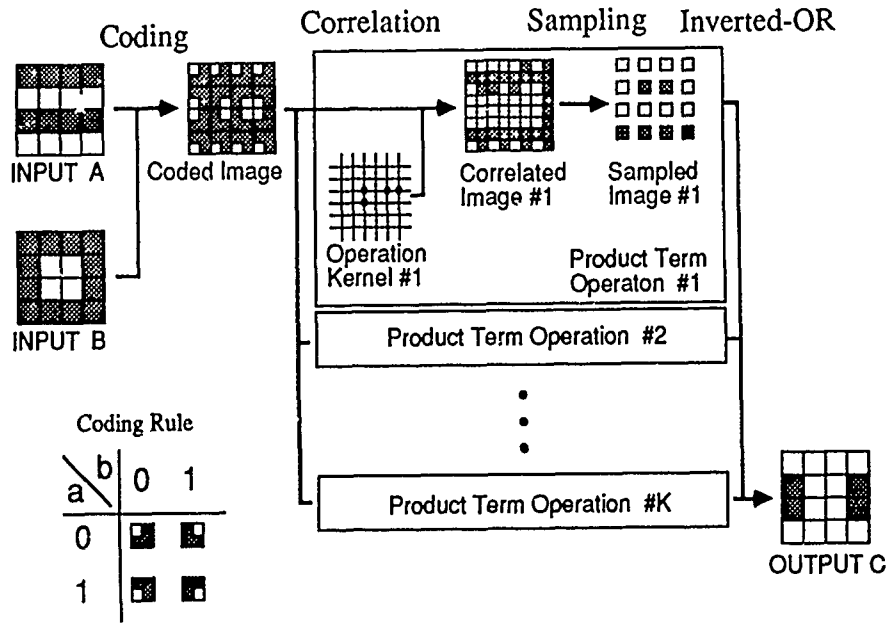 Coding
Correlation
Sampling
Inverted-OR
INPUT A
Coded Image
Correlated
Image #1
Sampled
Image #1
Operation
Kernel #1
Product Term
Operaton #1
INPUT B
Product Term Operation #2
Coding Rule
a b 0 1
0
1
Product Term Operation #K
OUTPUT C